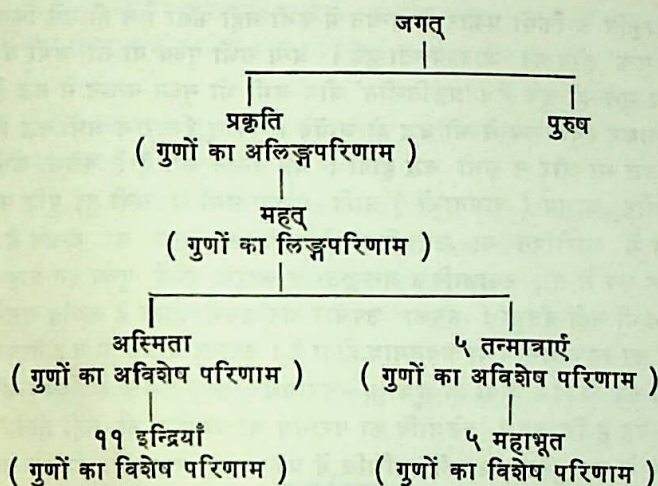 जगत्
प्रकृति पुरुष
( गुणों का अलिङ्गपरिणाम )
महत्
( गुणों का लिङ्गपरिणाम )
अस्मिता ५ तन्मात्राएँ
( गुणों का अविशेष परिणाम ) ( गुणों का अविशेष परिणाम )
११ इन्द्रियाँ ५ महाभूत
( गुणों का विशेष परिणाम ) ( गुणों का विशेष परिणाम )